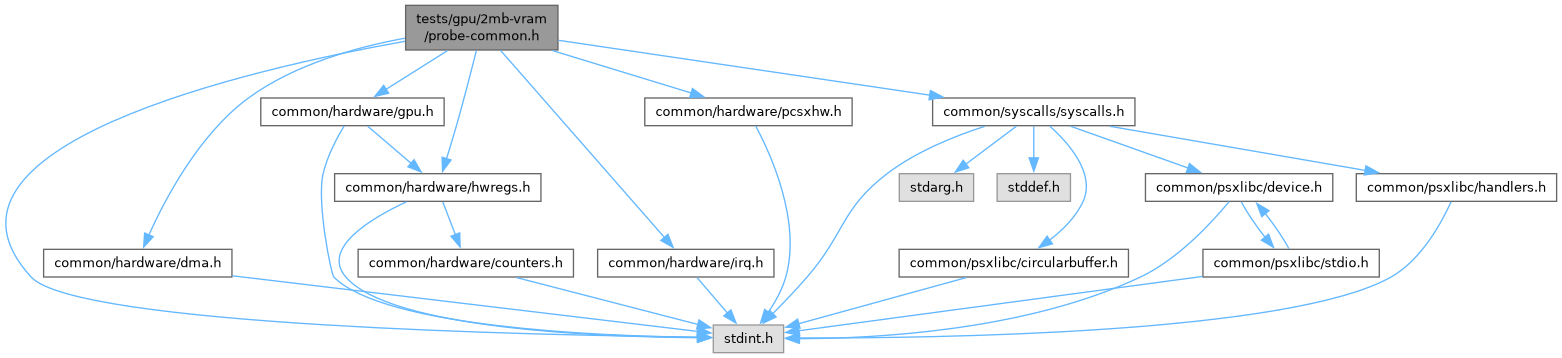 tests/gpu/2mb-vram
/probe-common.h
common/hardware/gpu.h
common/hardware/pcsxhw.h
common/syscalls/syscalls.h
common/hardware/hwregs.h
stdarg.h
stddef.h
common/psxlibc/device.h
common/psxlibc/handlers.h
common/hardware/dma.h
common/hardware/counters.h
common/hardware/irq.h
common/psxlibc/circularbuffer.h
common/psxlibc/stdio.h
stdint.h